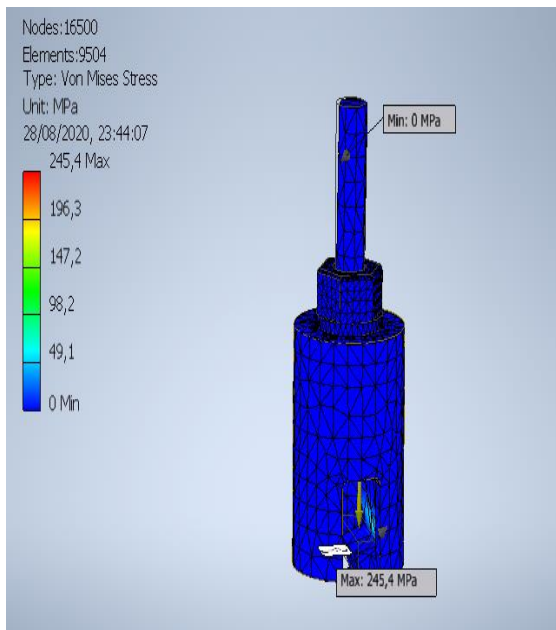 Nodes:16500
Elements:9504
Type: Von Mises Stress
Unit: MPa
28/08/2020, 23:44:07
245,4 Max
196,3
147,2
98,2
49,1
0 Min
Min: 0 MPa
Max: 245,4 MPa